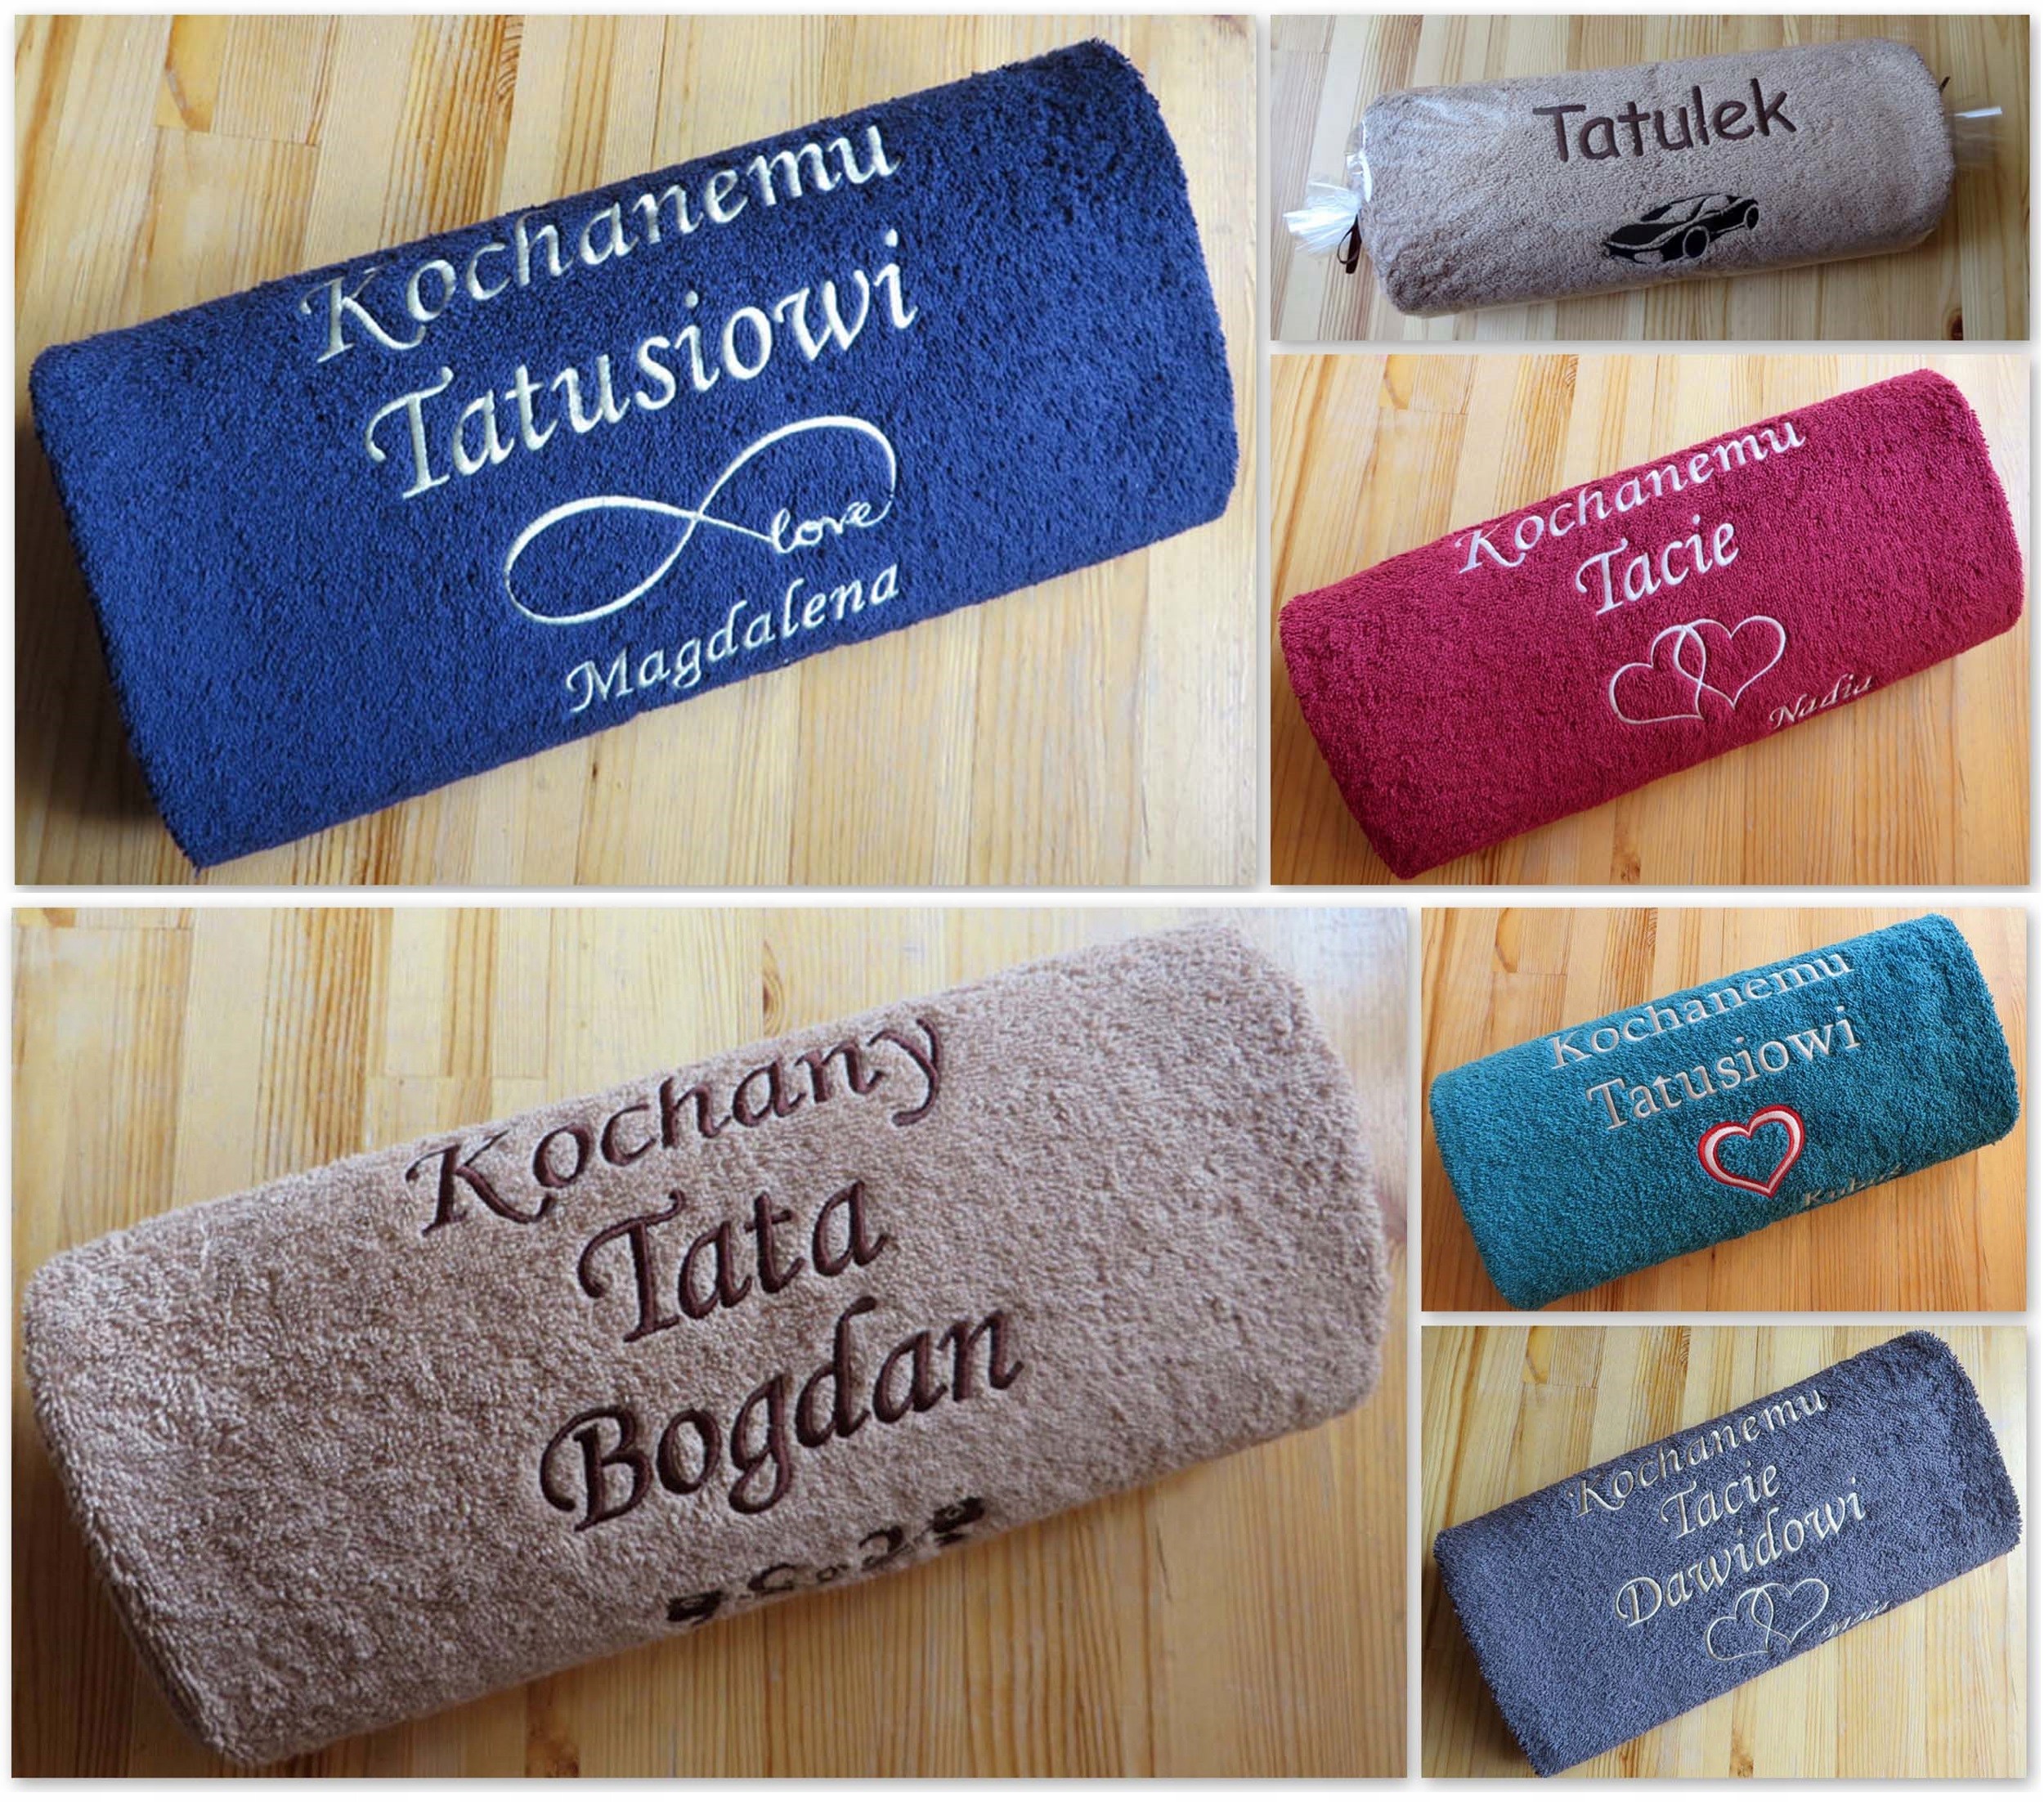 Kochanemu
Tatusiowi
love
Magdalena
Tatulek
Kochanemu
Tacie
Nadia
Kochany
Tata
Bogdan
Kochanemu
Tatusiowi
Kochanemu
Tacie
Dawidowi